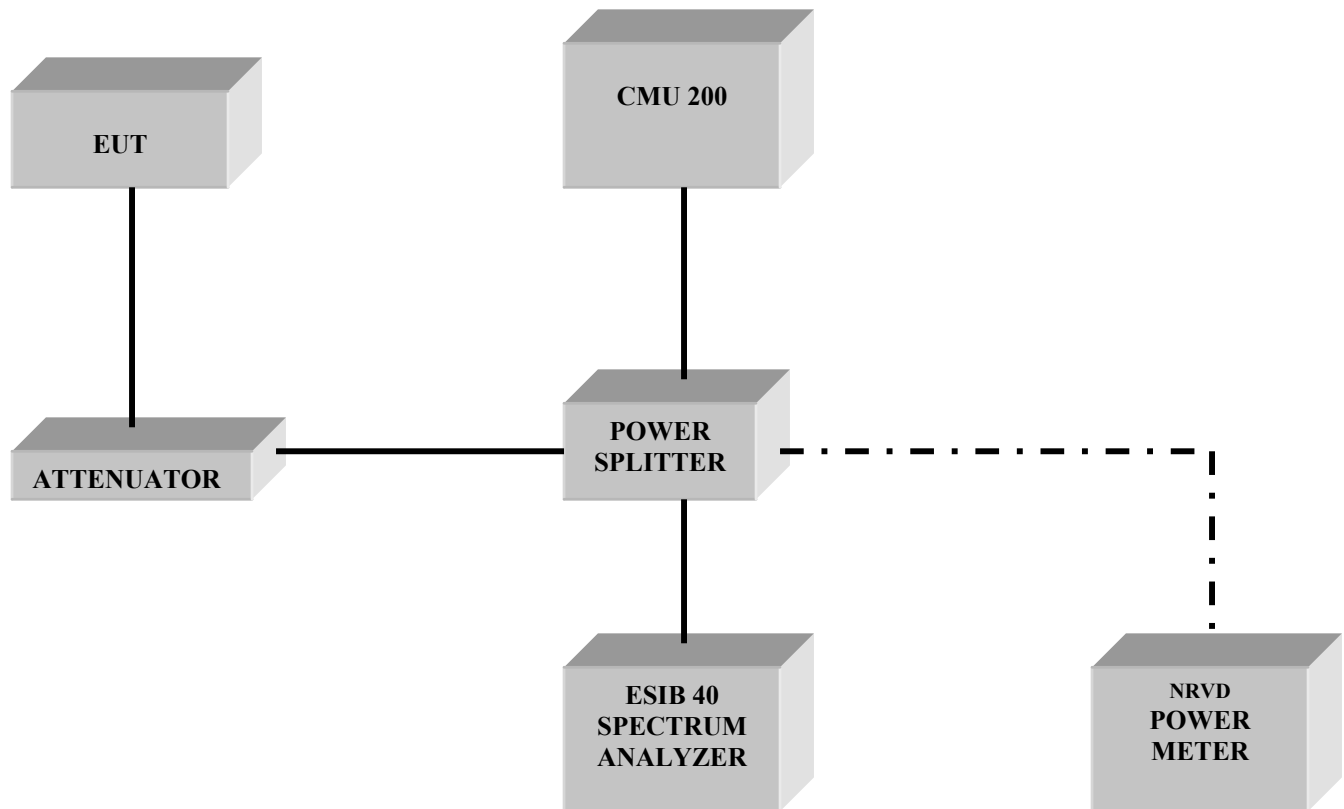 EUT
CMU 200
ATTENUATOR
POWER
SPLITTER
ESIB 40
SPECTRUM
ANALYZER
NRVD
POWER
METER